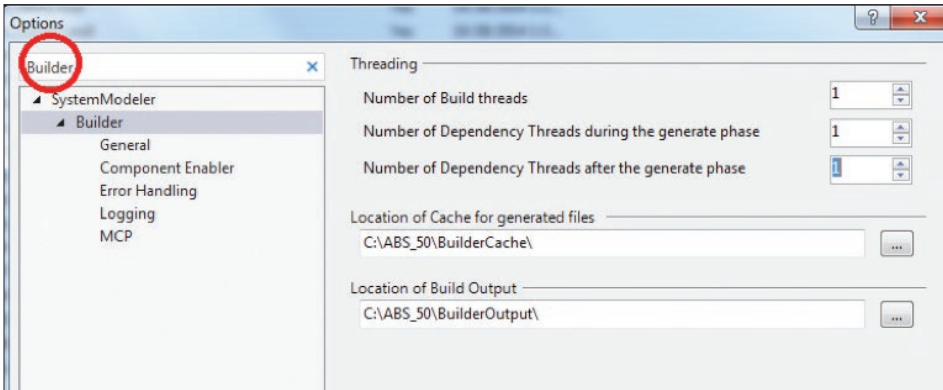 Options
Builder
SystemModeler
Builder
General
Component Enabler
Error Handling
Logging
MCP
Threading
Number of Build threads 1
Number of Dependency Threads during the generate phase 1
Number of Dependency Threads after the generate phase 1
Location of Cache for generated files
C:\ABS_50\BuilderCache\ ...
Location of Build Output
C:\ABS_50\BuilderOutput\ ...